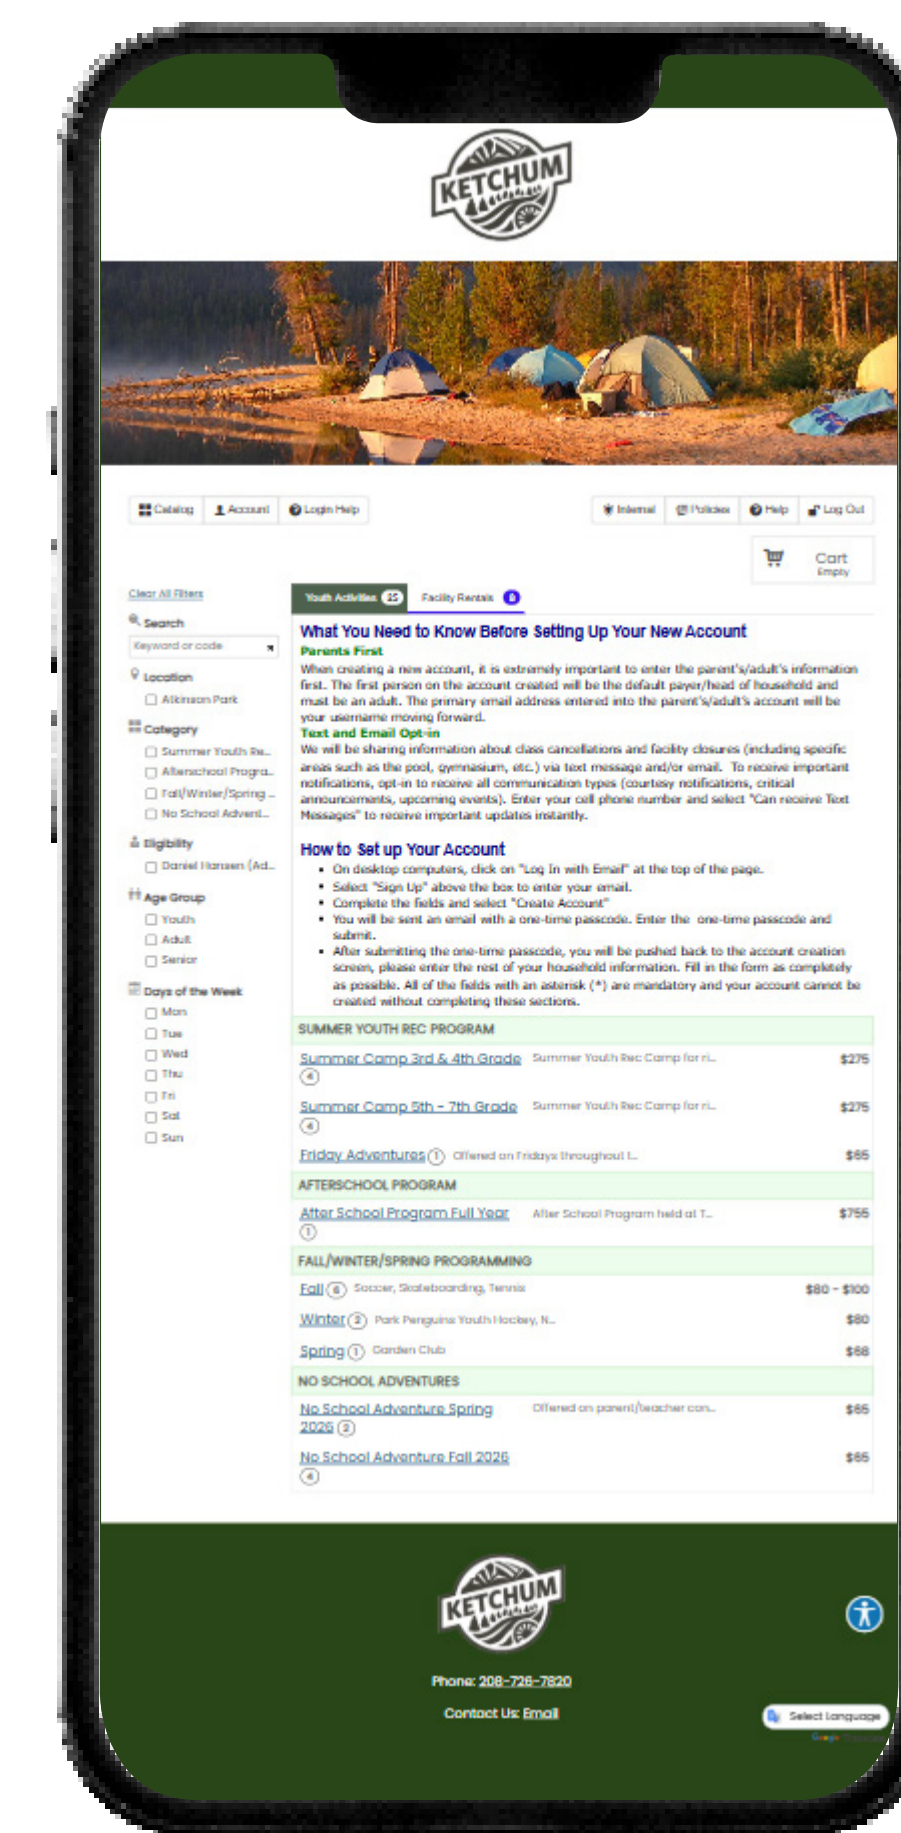 KETCHUM
Catalog
Account
Login Help
Internal
Policies
Help
Log Out
Cart
Empty
Clear All Filters
Search
Keyword or code
Location
Atkinson Park
Category
Summer Youth Re...
Afterschool Progra...
Fall/Winter/Spring ...
No School Advent...
Eligibility
Daniel Hansen (Ad...
Age Group
Youth
Adult
Senior
Days of the Week
Mon
Tue
Wed
Thu
Fri
Sat
Sun
Youth Activities 25
Facility Rentals
What You Need to Know Before Setting Up Your New Account
Parents First
When creating a new account, it is extremely important to enter the parent's/adult's information
first. The first person on the account created will be the default payer/head of household and
must be an adult. The primary email address entered into the parent's/adult's account will be
your username moving forward.
Text and Email Opt-in
We will be sharing information about class cancellations and facility closures (including specific
areas such as the pool, gymnasium, etc.) via text message and/or email. To receive important
notifications, opt-in to receive all communication types (courtesy notifications, critical
announcements, upcoming events). Enter your cell phone number and select "Can receive Text
Messages" to receive important updates instantly.
How to Set up Your Account
• On desktop computers, click on "Log In with Email" at the top of the page.
• Select "Sign Up" above the box to enter your email.
• Complete the fields and select "Create Account"
• You will be sent an email with a one-time passcode. Enter the one-time passcode and
submit.
• After submitting the one-time passcode, you will be pushed back to the account creation
screen, please enter the rest of your household information. Fill in the form as completely
as possible. All of the fields with an asterisk (*) are mandatory and your account cannot be
created without completing these sections.
SUMMER YOUTH REC PROGRAM
Summer Camp 3rd & 4th Grade Summer Youth Rec Camp for ri... $275
4
Summer Camp 5th - 7th Grade Summer Youth Rec Camp for ri... $275
4
Friday Adventures 1 Offered on Fridays throughout t... $65
AFTERSCHOOL PROGRAM
After School Program Full Year After School Program held at T... $755
1
FALL/WINTER/SPRING PROGRAMMING
Fall 6 Soccer, Skateboarding, Tennis $80 - $100
Winter 2 Park Penguins Youth Hockey, N... $80
Spring 1 Garden Club $68
NO SCHOOL ADVENTURES
No School Adventure Spring Offered on parent/teacher con... $65
2026 2
No School Adventure Fall 2026 $65
4
KETCHUM
Phone: 208-726-7820
Contact Us: Email
Select Language
Google